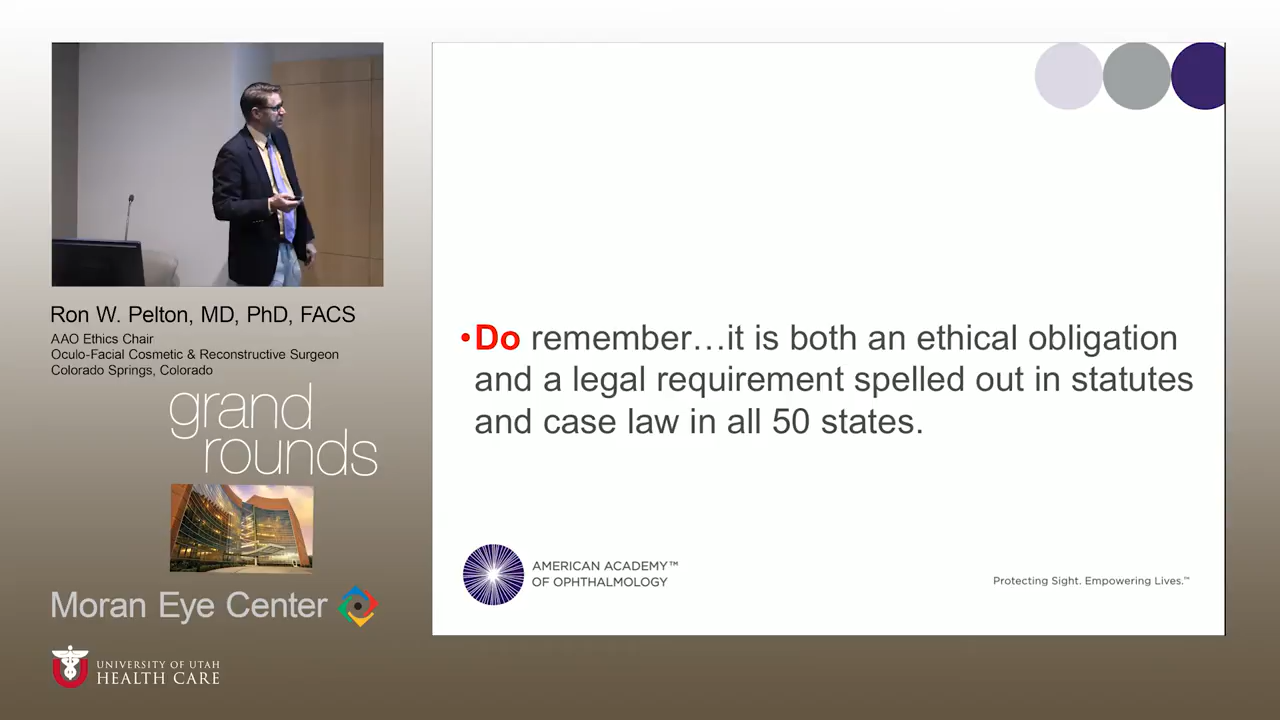 Ron W. Pelton, MD, PhD, FACS
AAO Ethics Chair
Oculo-Facial Cosmetic & Reconstructive Surgeon
Colorado Springs, Colorado
grand
rounds
Moran Eye Center
UNIVERSITY OF UTAH
HEALTH CARE
•Do remember…it is both an ethical obligation
and a legal requirement spelled out in statutes
and case law in all 50 states.
AMERICAN ACADEMY™
OF OPHTHALMOLOGY
Protecting Sight. Empowering Lives.™